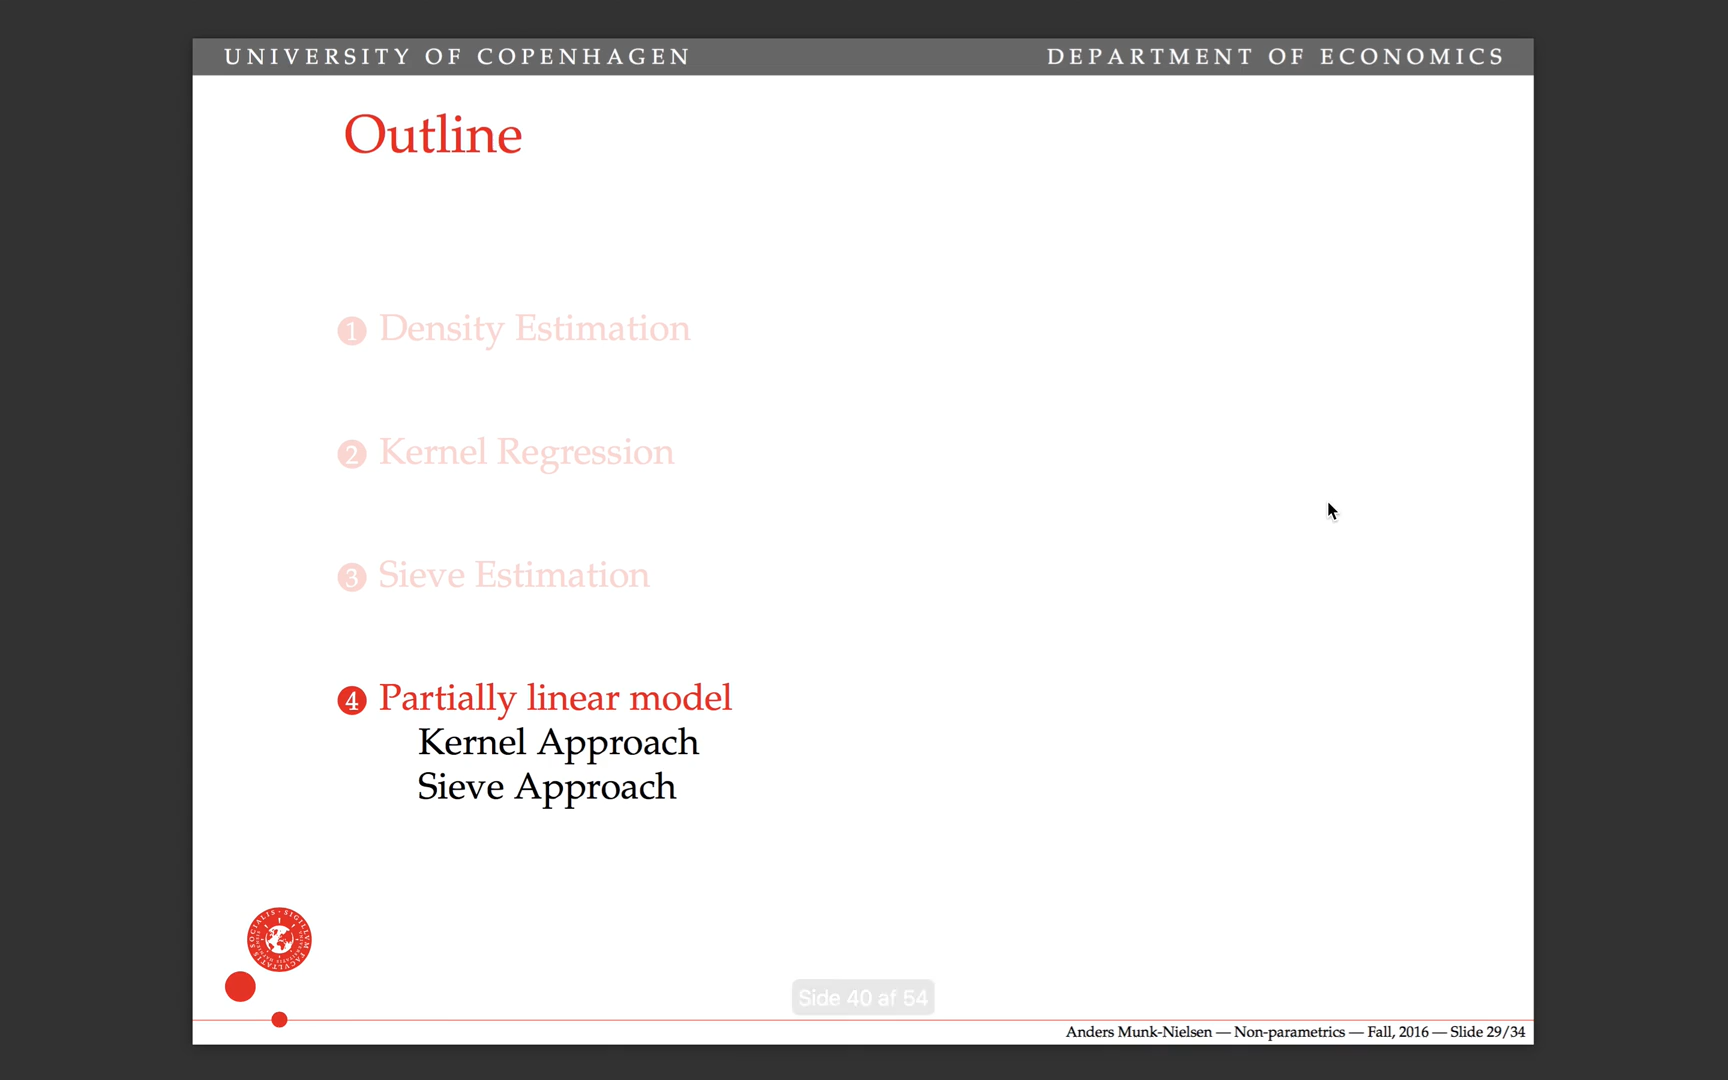 UNIVERSITY OF COPENHAGEN
DEPARTMENT OF ECONOMICS
Outline
1 Density Estimation
2 Kernel Regression
3 Sieve Estimation
4 Partially linear model
Kernel Approach
Sieve Approach
Side 40 af 54
Anders Munk-Nielsen — Non-parametrics — Fall, 2016 — Slide 29/34